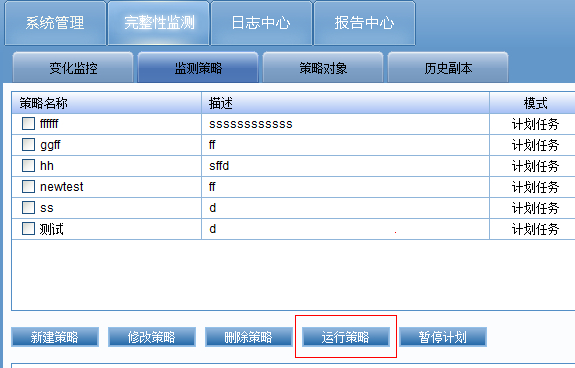 系统管理 完整性监测 日志中心 报告中心
变化监控 监测策略 策略对象 历史副本
策略名称 描述 模式
ffffff ssssssssssss 计划任务
ggff ff 计划任务
hh sffd 计划任务
newtest ff 计划任务
ss d 计划任务
测试 d . 计划任务
新建策略 修改策略 删除策略 运行策略 暂停计划